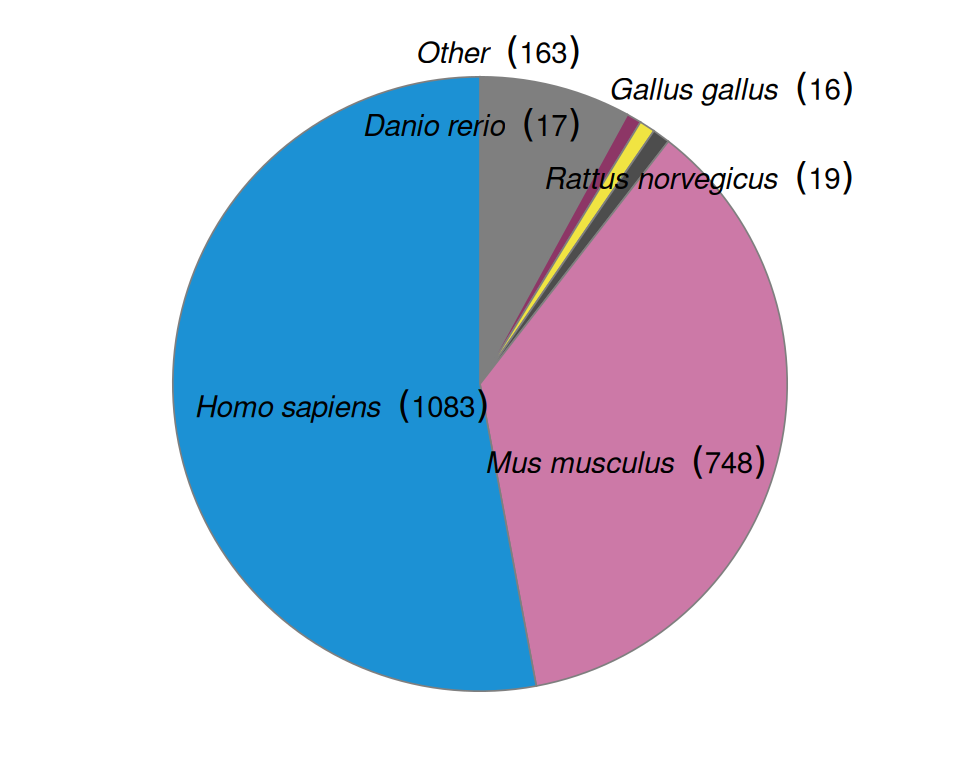 Other (163)
Gallus gallus (16)
Danio rerio (17)
Rattus norvegicus (19)
Homo sapiens (1083)
Mus musculus (748)